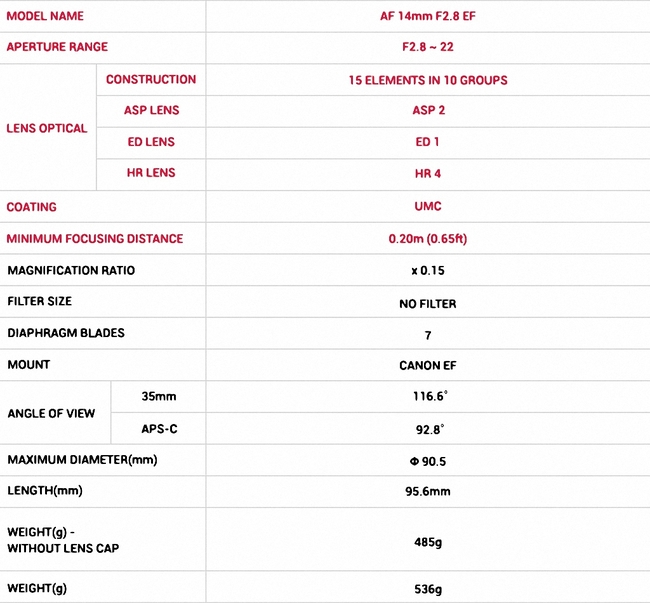 MODEL NAME AF 14mm F2.8 EF
APERTURE RANGE F2.8 ~ 22
LENS OPTICAL
CONSTRUCTION 15 ELEMENTS IN 10 GROUPS
ASP LENS ASP 2
ED LENS ED 1
HR LENS HR 4
COATING UMC
MINIMUM FOCUSING DISTANCE 0.20m (0.65ft)
MAGNIFICATION RATIO x 0.15
FILTER SIZE NO FILTER
DIAPHRAGM BLADES 7
MOUNT CANON EF
ANGLE OF VIEW
35mm 116.6˚
APS-C 92.8˚
MAXIMUM DIAMETER(mm) Φ 90.5
LENGTH(mm) 95.6mm
WEIGHT(g) -
WITHOUT LENS CAP 485g
WEIGHT(g) 536g